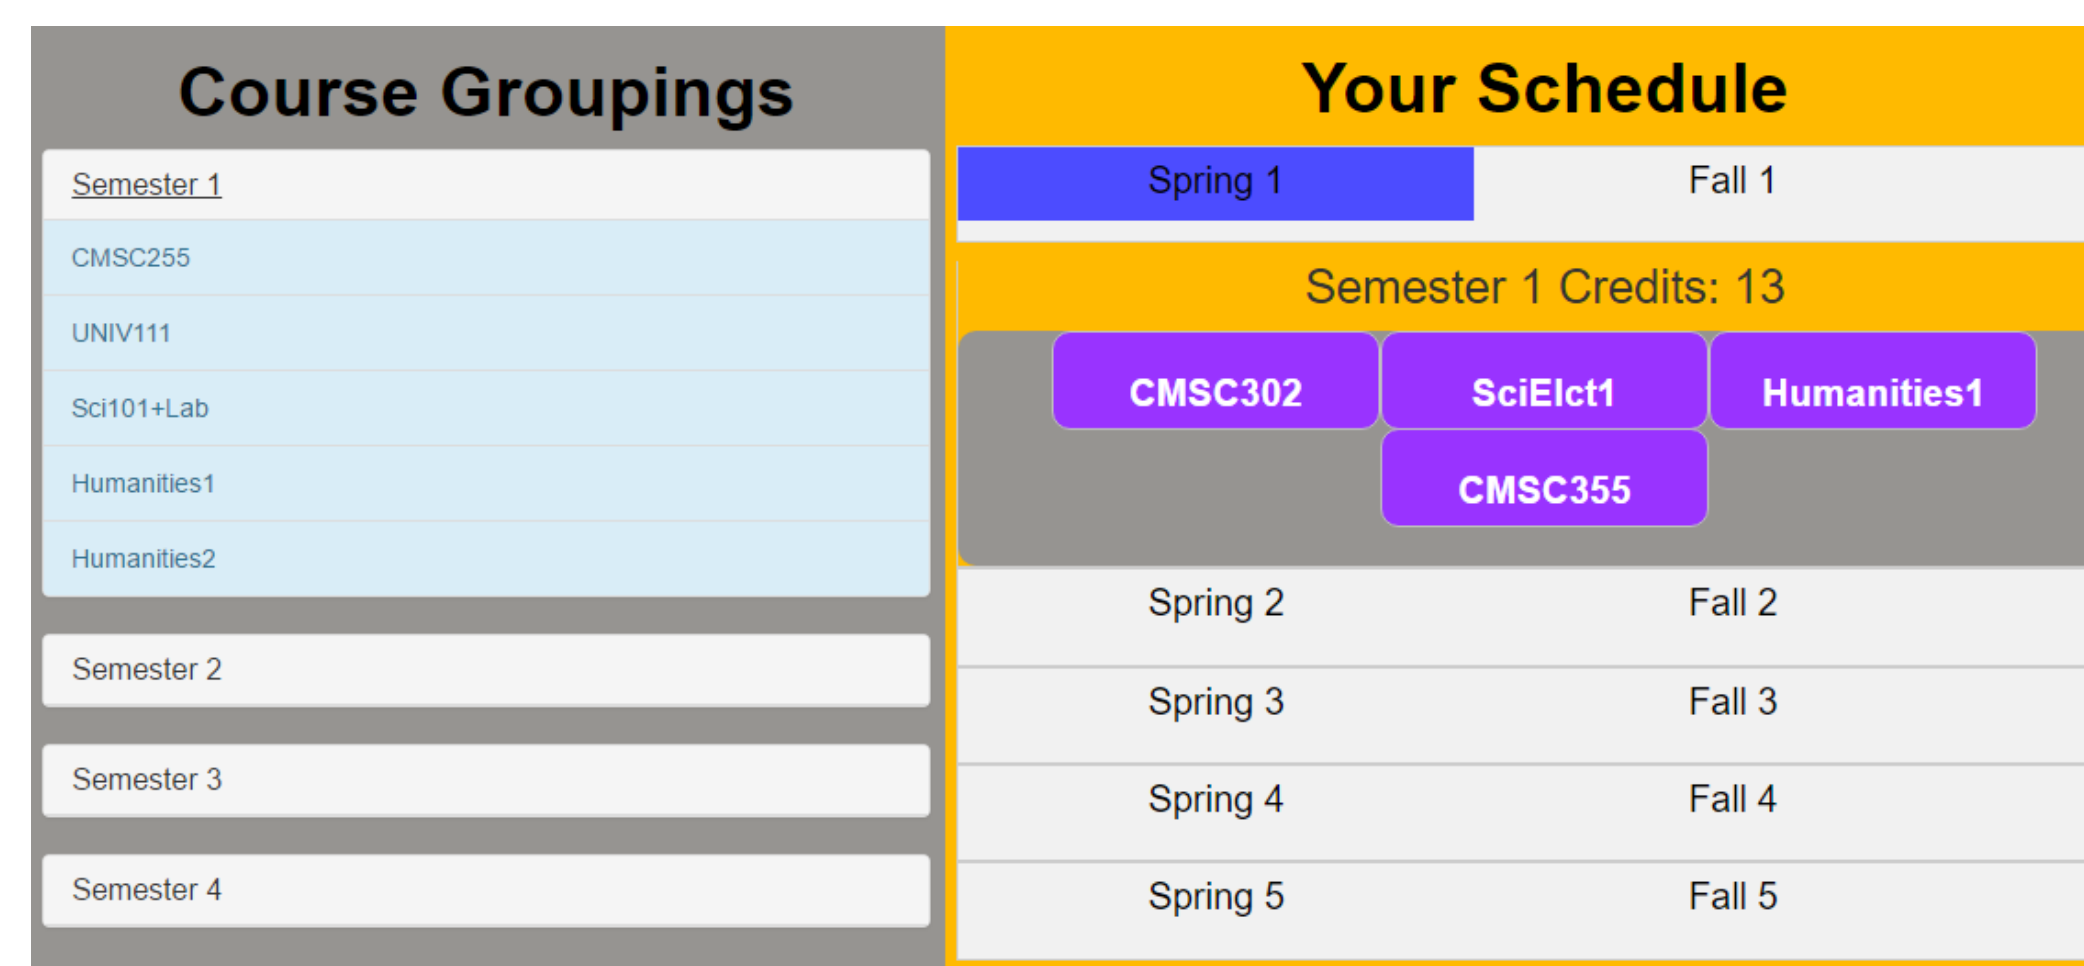 Course Groupings
Semester 1
CMSC255
UNIV111
Sci101+Lab
Humanities1
Humanities2
Semester 2
Semester 3
Semester 4
Your Schedule
Spring 1 Fall 1
Semester 1 Credits: 13
CMSC302 SciElct1 Humanities1
CMSC355
Spring 2 Fall 2
Spring 3 Fall 3
Spring 4 Fall 4
Spring 5 Fall 5